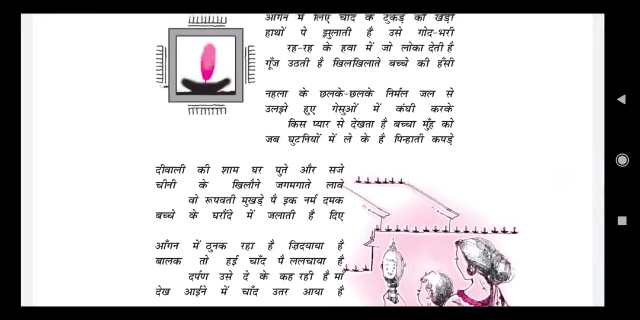 आँगन में लिए चाँद के टुकड़े को खड़ी
हाथों पे झुलाती है उसे गोद-भरी
रह-रह के हवा में जो लोका देती है
गूँज उठती है खिलखिलाते बच्चे की हँसी
नहला के छलके-छलके निर्मल जल से
उलझे हुए गेसुओं में कंघी करके
किस प्यार से देखता है बच्चा मुँह को
जब घुटनियों में ले के है पिन्हाती कपड़े
दीवाली की शाम घर पुते और सजे
चीनी के खिलौने जगमगाते लावे
वो रूपवती मुखड़े पै इक नर्म दमक
बच्चे के घरौंदे में जलाती है दिए
आँगन में ठुनक रहा है ज़िदयाया है
बालक तो हई चाँद पै ललचाया है
दर्पण उसे दे के कह रही है माँ
देख आईने में चाँद उतर आया है